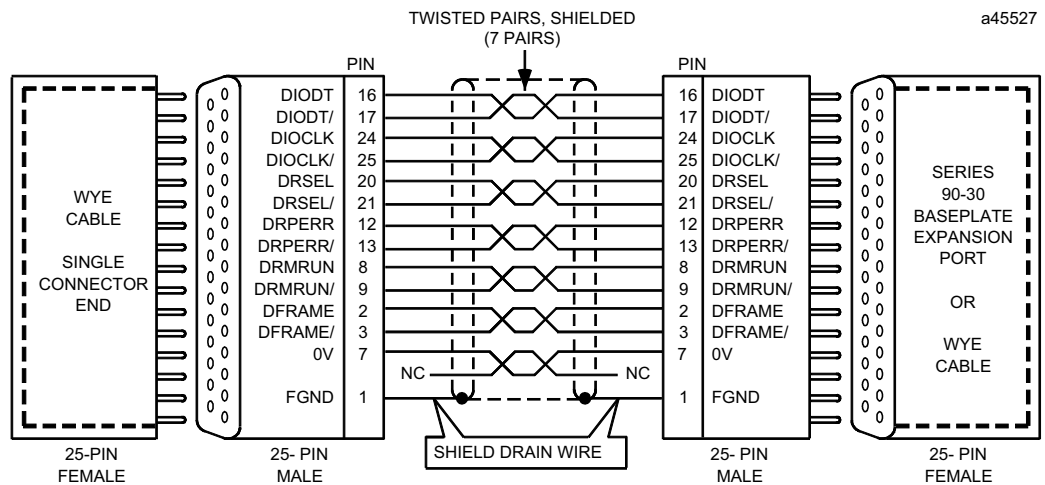 TWISTED PAIRS, SHIELDED
(7 PAIRS)
a45527
PIN
PIN
DIODT 16
DIODT/ 17
DIOCLK 24
DIOCLK/ 25
DRSEL 20
DRSEL/ 21
DRPERR 12
DRPERR/ 13
DRMRUN 8
DRMRUN/ 9
DFRAME 2
DFRAME/ 3
0V 7
FGND 1
NC
NC
16 DIODT
17 DIODT/
24 DIOCLK
25 DIOCLK/
20 DRSEL
21 DRSEL/
12 DRPERR
13 DRPERR/
8 DRMRUN
9 DRMRUN/
2 DFRAME
3 DFRAME/
7 0V
1 FGND
WYE
CABLE
SINGLE
CONNECTOR
END
SERIES
90-30
BASEPLATE
EXPANSION
PORT
OR
WYE
CABLE
SHIELD DRAIN WIRE
25-PIN
FEMALE
25- PIN
MALE
25- PIN
MALE
25- PIN
FEMALE